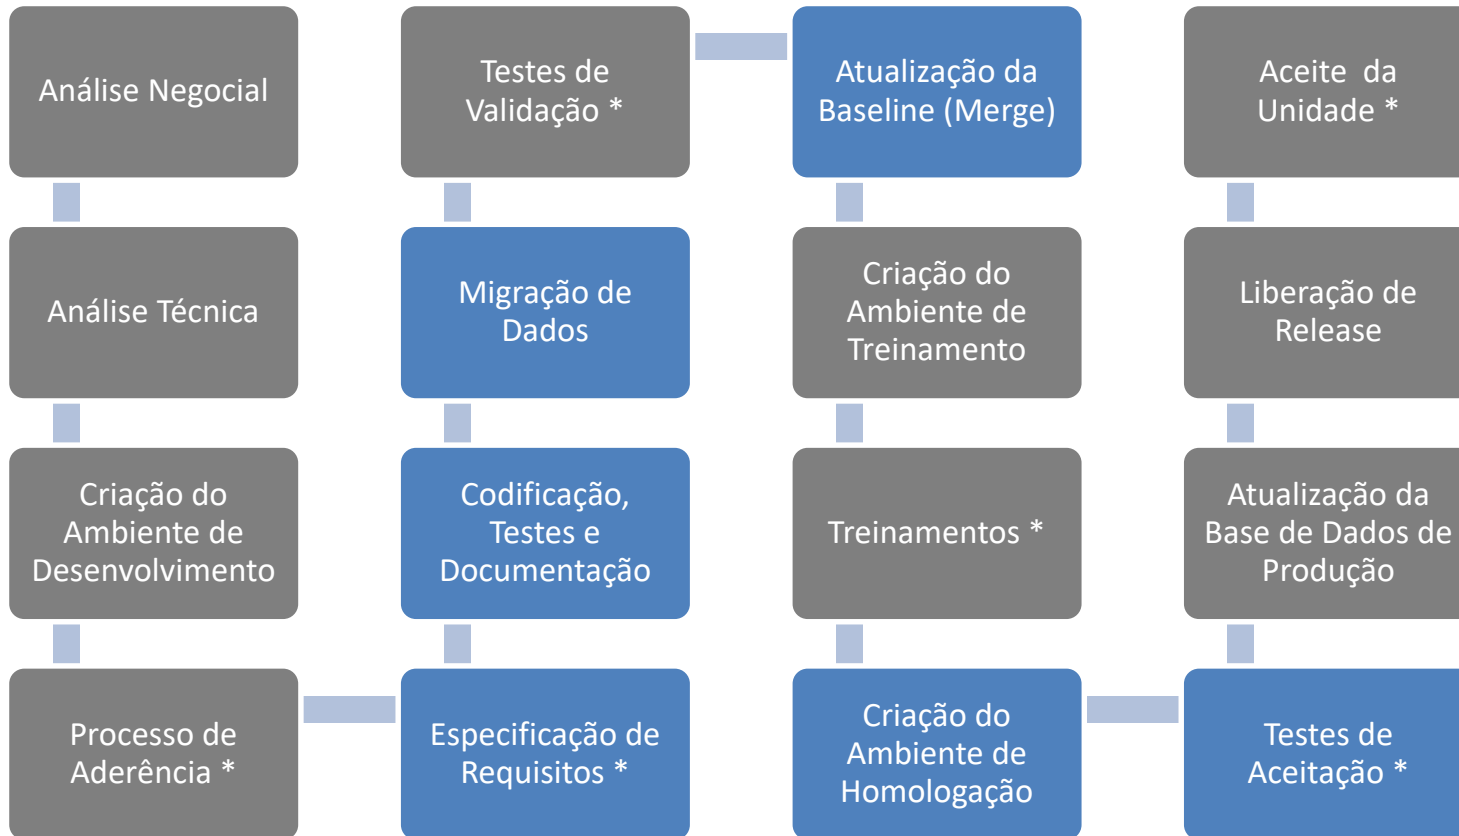 Análise Negocial
Análise Técnica
Criação do
Ambiente de
Desenvolvimento
Processo de
Aderência *
Especificação de
Requisitos *
Codificação,
Testes e
Documentação
Migração de
Dados
Testes de
Validação *
Atualização da
Baseline (Merge)
Criação do
Ambiente de
Treinamento
Treinamentos *
Criação do
Ambiente de
Homologação
Testes de
Aceitação *
Atualização da
Base de Dados de
Produção
Liberação de
Release
Aceite da
Unidade *